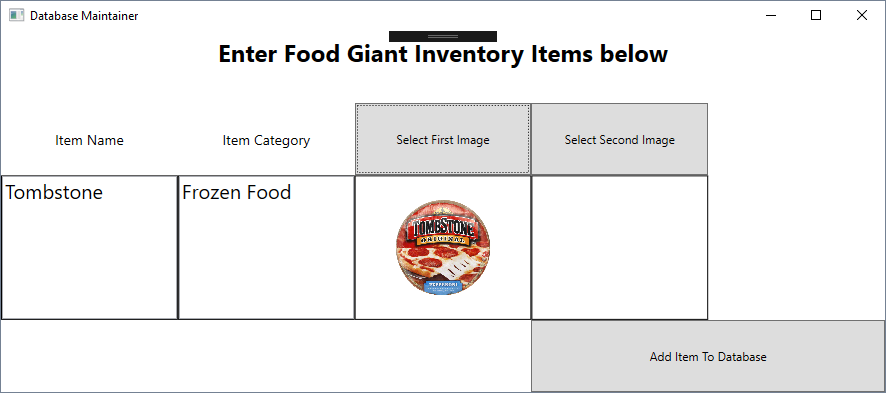 Database Maintainer
Enter Food Giant Inventory Items below
Item Name
Item Category
Select First Image
Select Second Image
Tombstone
Frozen Food
TOMBSTONE
ORIGINAL
PEPPERONI
Add Item To Database